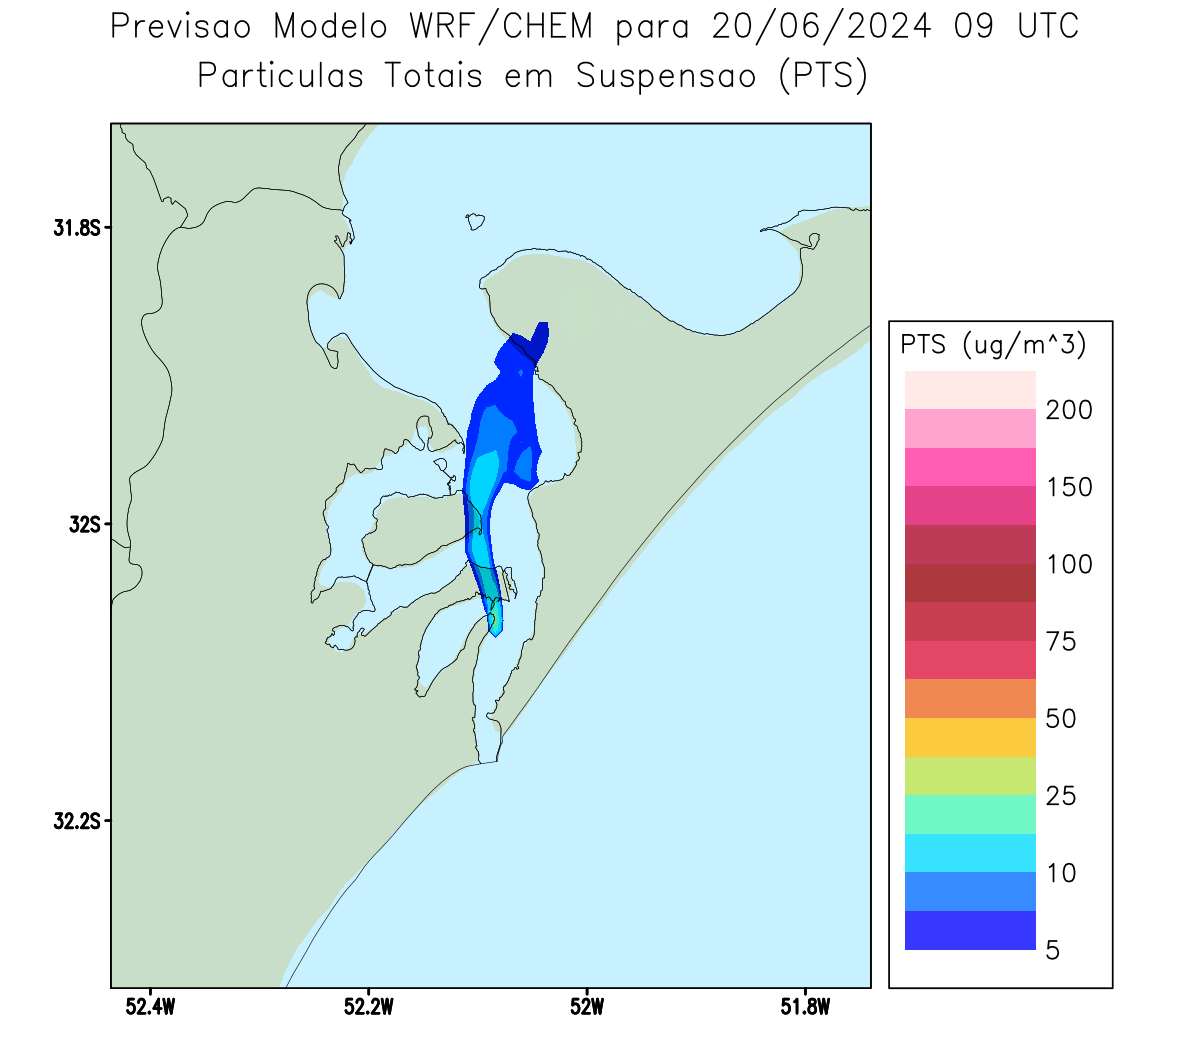 Previsao Modelo WRF/CHEM para 20/06/2024 09 UTC
Particulas Totais em Suspensao (PTS)
31.8S
32S
32.2S
52.4W
52.2W
52W
51.8W
PTS (ug/m^3)
200
150
100
75
50
25
10
5